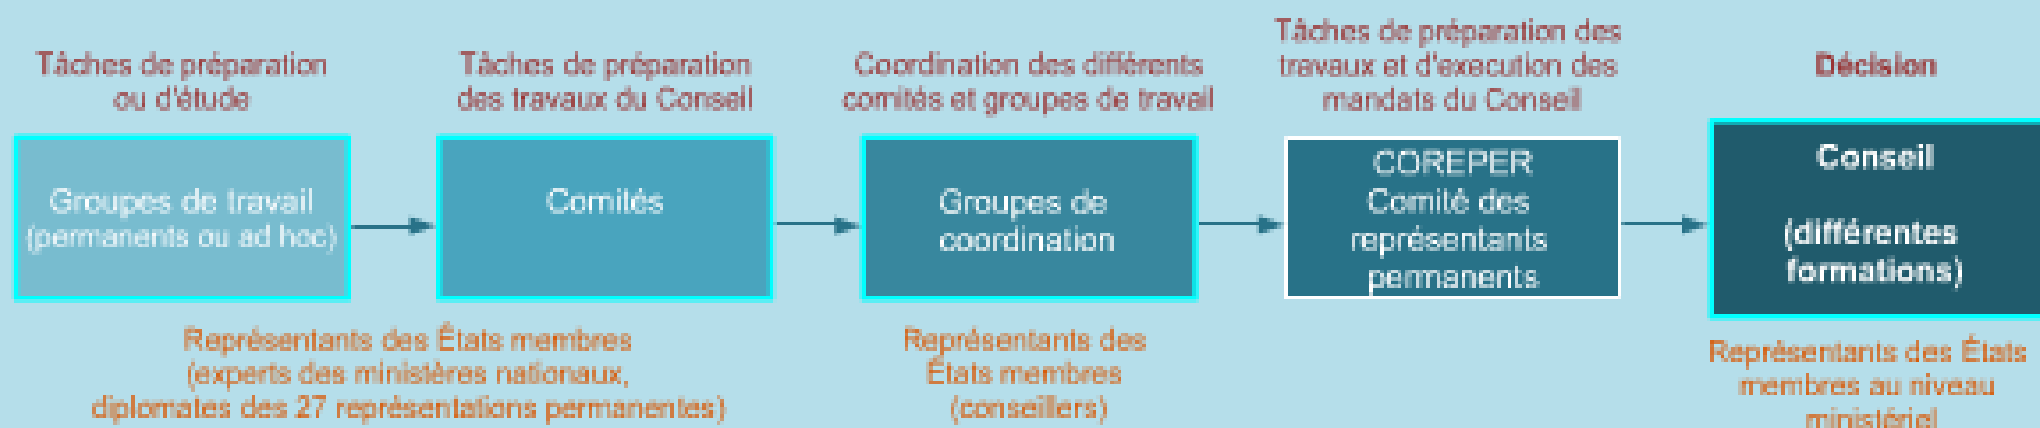 Tâches de préparation
ou d'étude
Groupes de travail
(permanents ou ad hoc)
Tâches de préparation
des travaux du Conseil
Comités
Représentants des États membres
(experts des ministères nationaux,
diplomates des 27 représentations permanentes)
Coordination des différents
comités et groupes de travail
Groupes de
coordination
Représentants des
États membres
(conseillers)
Tâches de préparation des
travaux et d'execution des
mandats du Conseil
COREPER
Comité des
représentants
permanents
Décision
Conseil
(différentes
formations)
Représentants des États
membres au niveau
ministériel